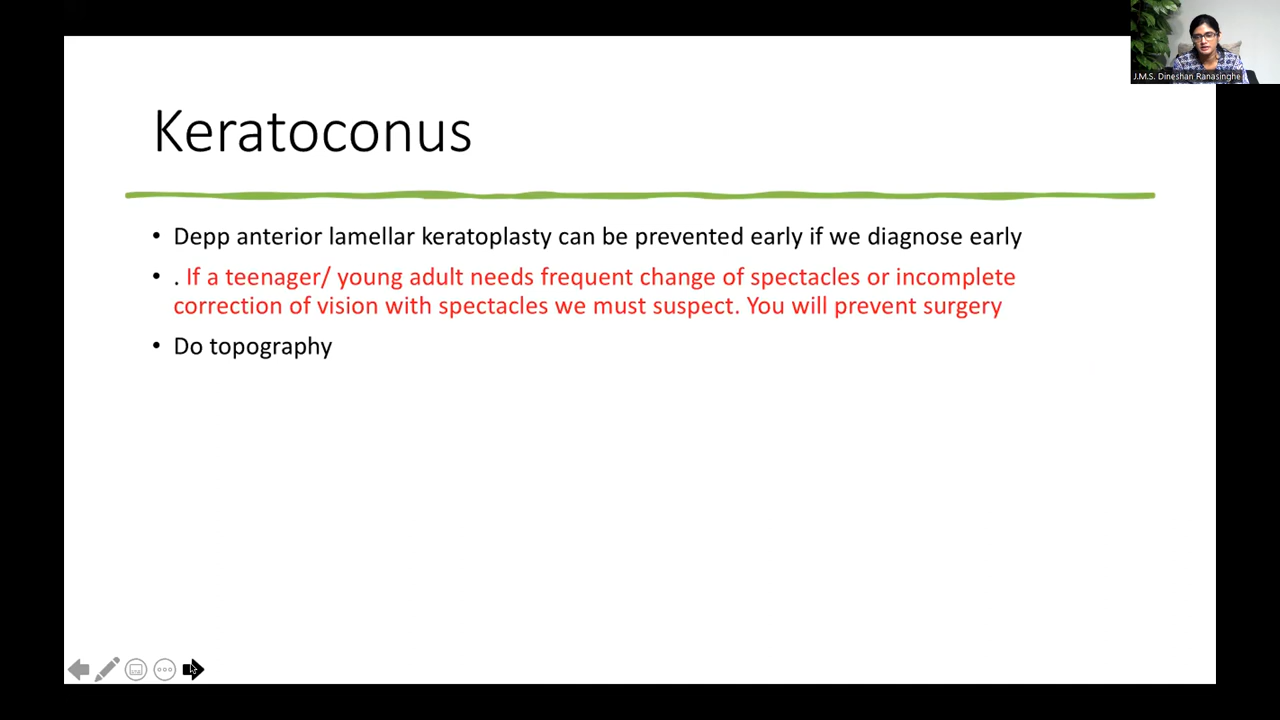 J.M.S. Dineshan Ranasinghe
Keratoconus
• Depp anterior lamellar keratoplasty can be prevented early if we diagnose early
• . If a teenager/ young adult needs frequent change of spectacles or incomplete
correction of vision with spectacles we must suspect. You will prevent surgery
• Do topography